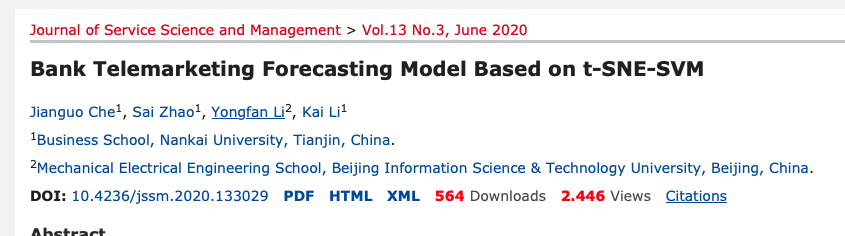 Journal of Service Science and Management > Vol.13 No.3, June 2020
Bank Telemarketing Forecasting Model Based on t-SNE-SVM
Jianguo Che1, Sai Zhao1, Yongfan Li2, Kai Li1
1Business School, Nankai University, Tianjin, China.
2Mechanical Electrical Engineering School, Beijing Information Science & Technology University, Beijing, China.
DOI: 10.4236/jssm.2020.133029 PDF HTML XML 564 Downloads 2.446 Views Citations
Abstract